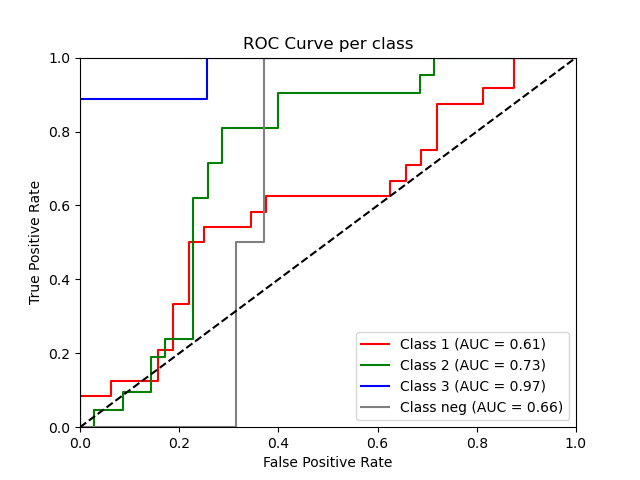 ROC Curve per class
True Positive Rate
1.0
0.8
0.6
0.4
0.2
0.0
0.0 0.2 0.4 0.6 0.8 1.0
False Positive Rate
Class 1 (AUC = 0.61)
Class 2 (AUC = 0.73)
Class 3 (AUC = 0.97)
Class neg (AUC = 0.66)